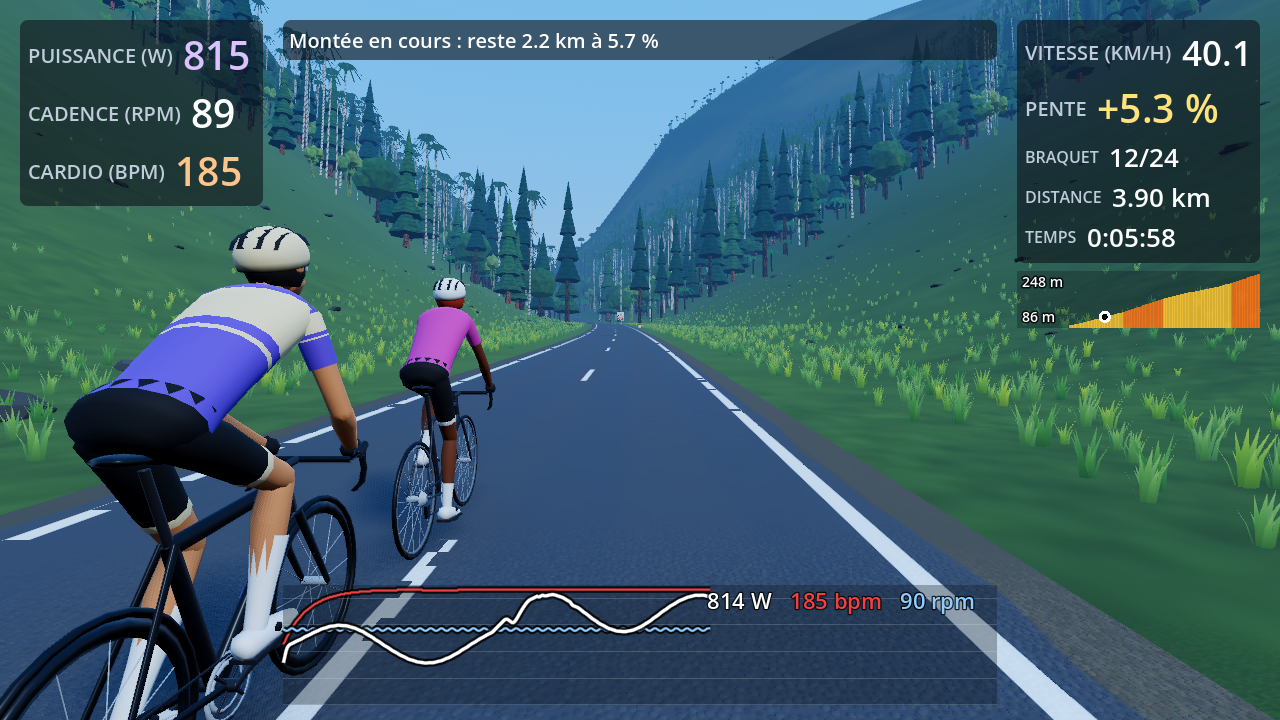 PUISSANCE (W) 815
CADENCE (RPM) 89
CARDIO (BPM) 185
Montée en cours : reste 2.2 km à 5.7 %
VITESSE (KM/H) 40.1
PENTE +5.3 %
BRAQUET 12/24
DISTANCE 3.90 km
TEMPS 0:05:58
248 m
86 m
814 W 185 bpm 90 rpm